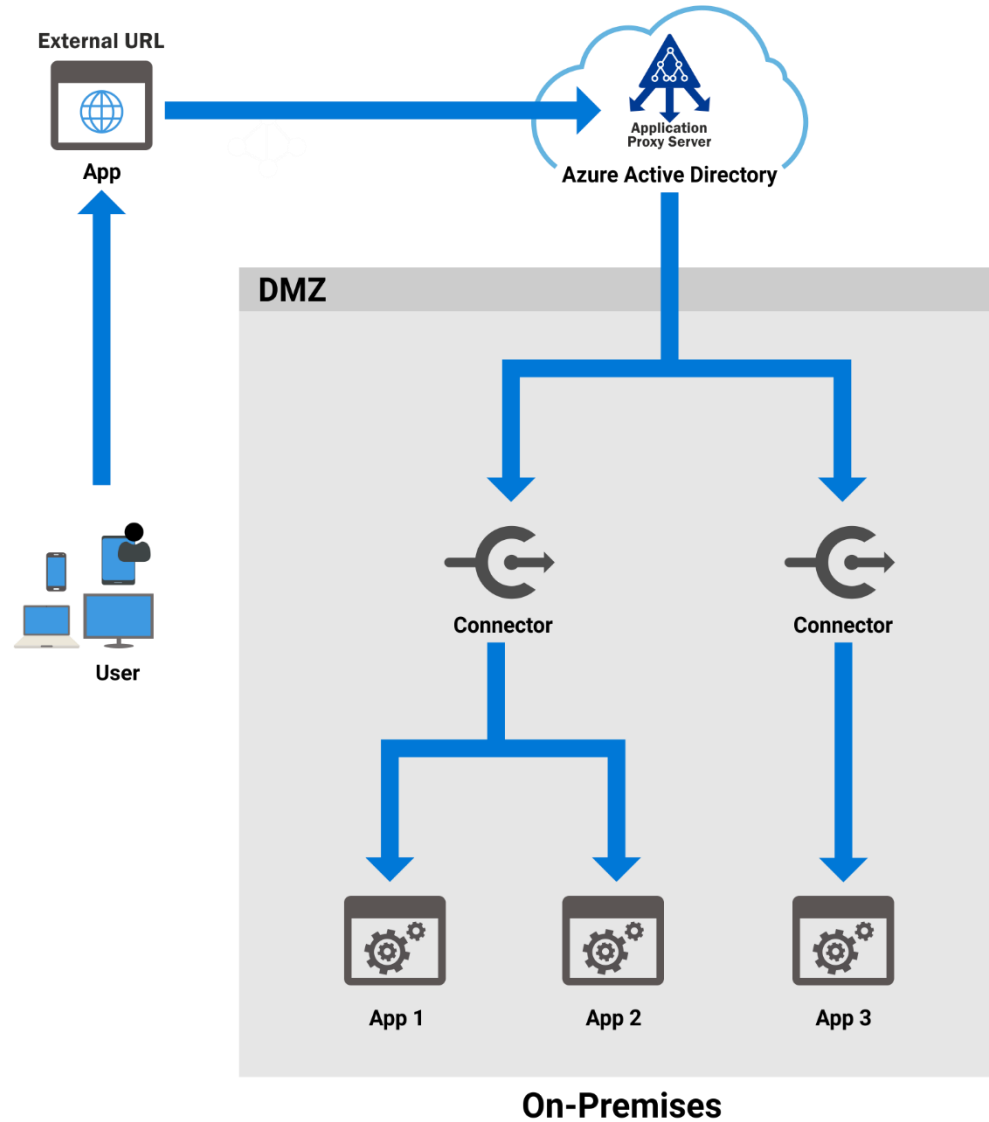 External URL
App
Application
Proxy Server
Azure Active Directory
DMZ
User
Connector
Connector
App 1
App 2
App 3
On-Premises